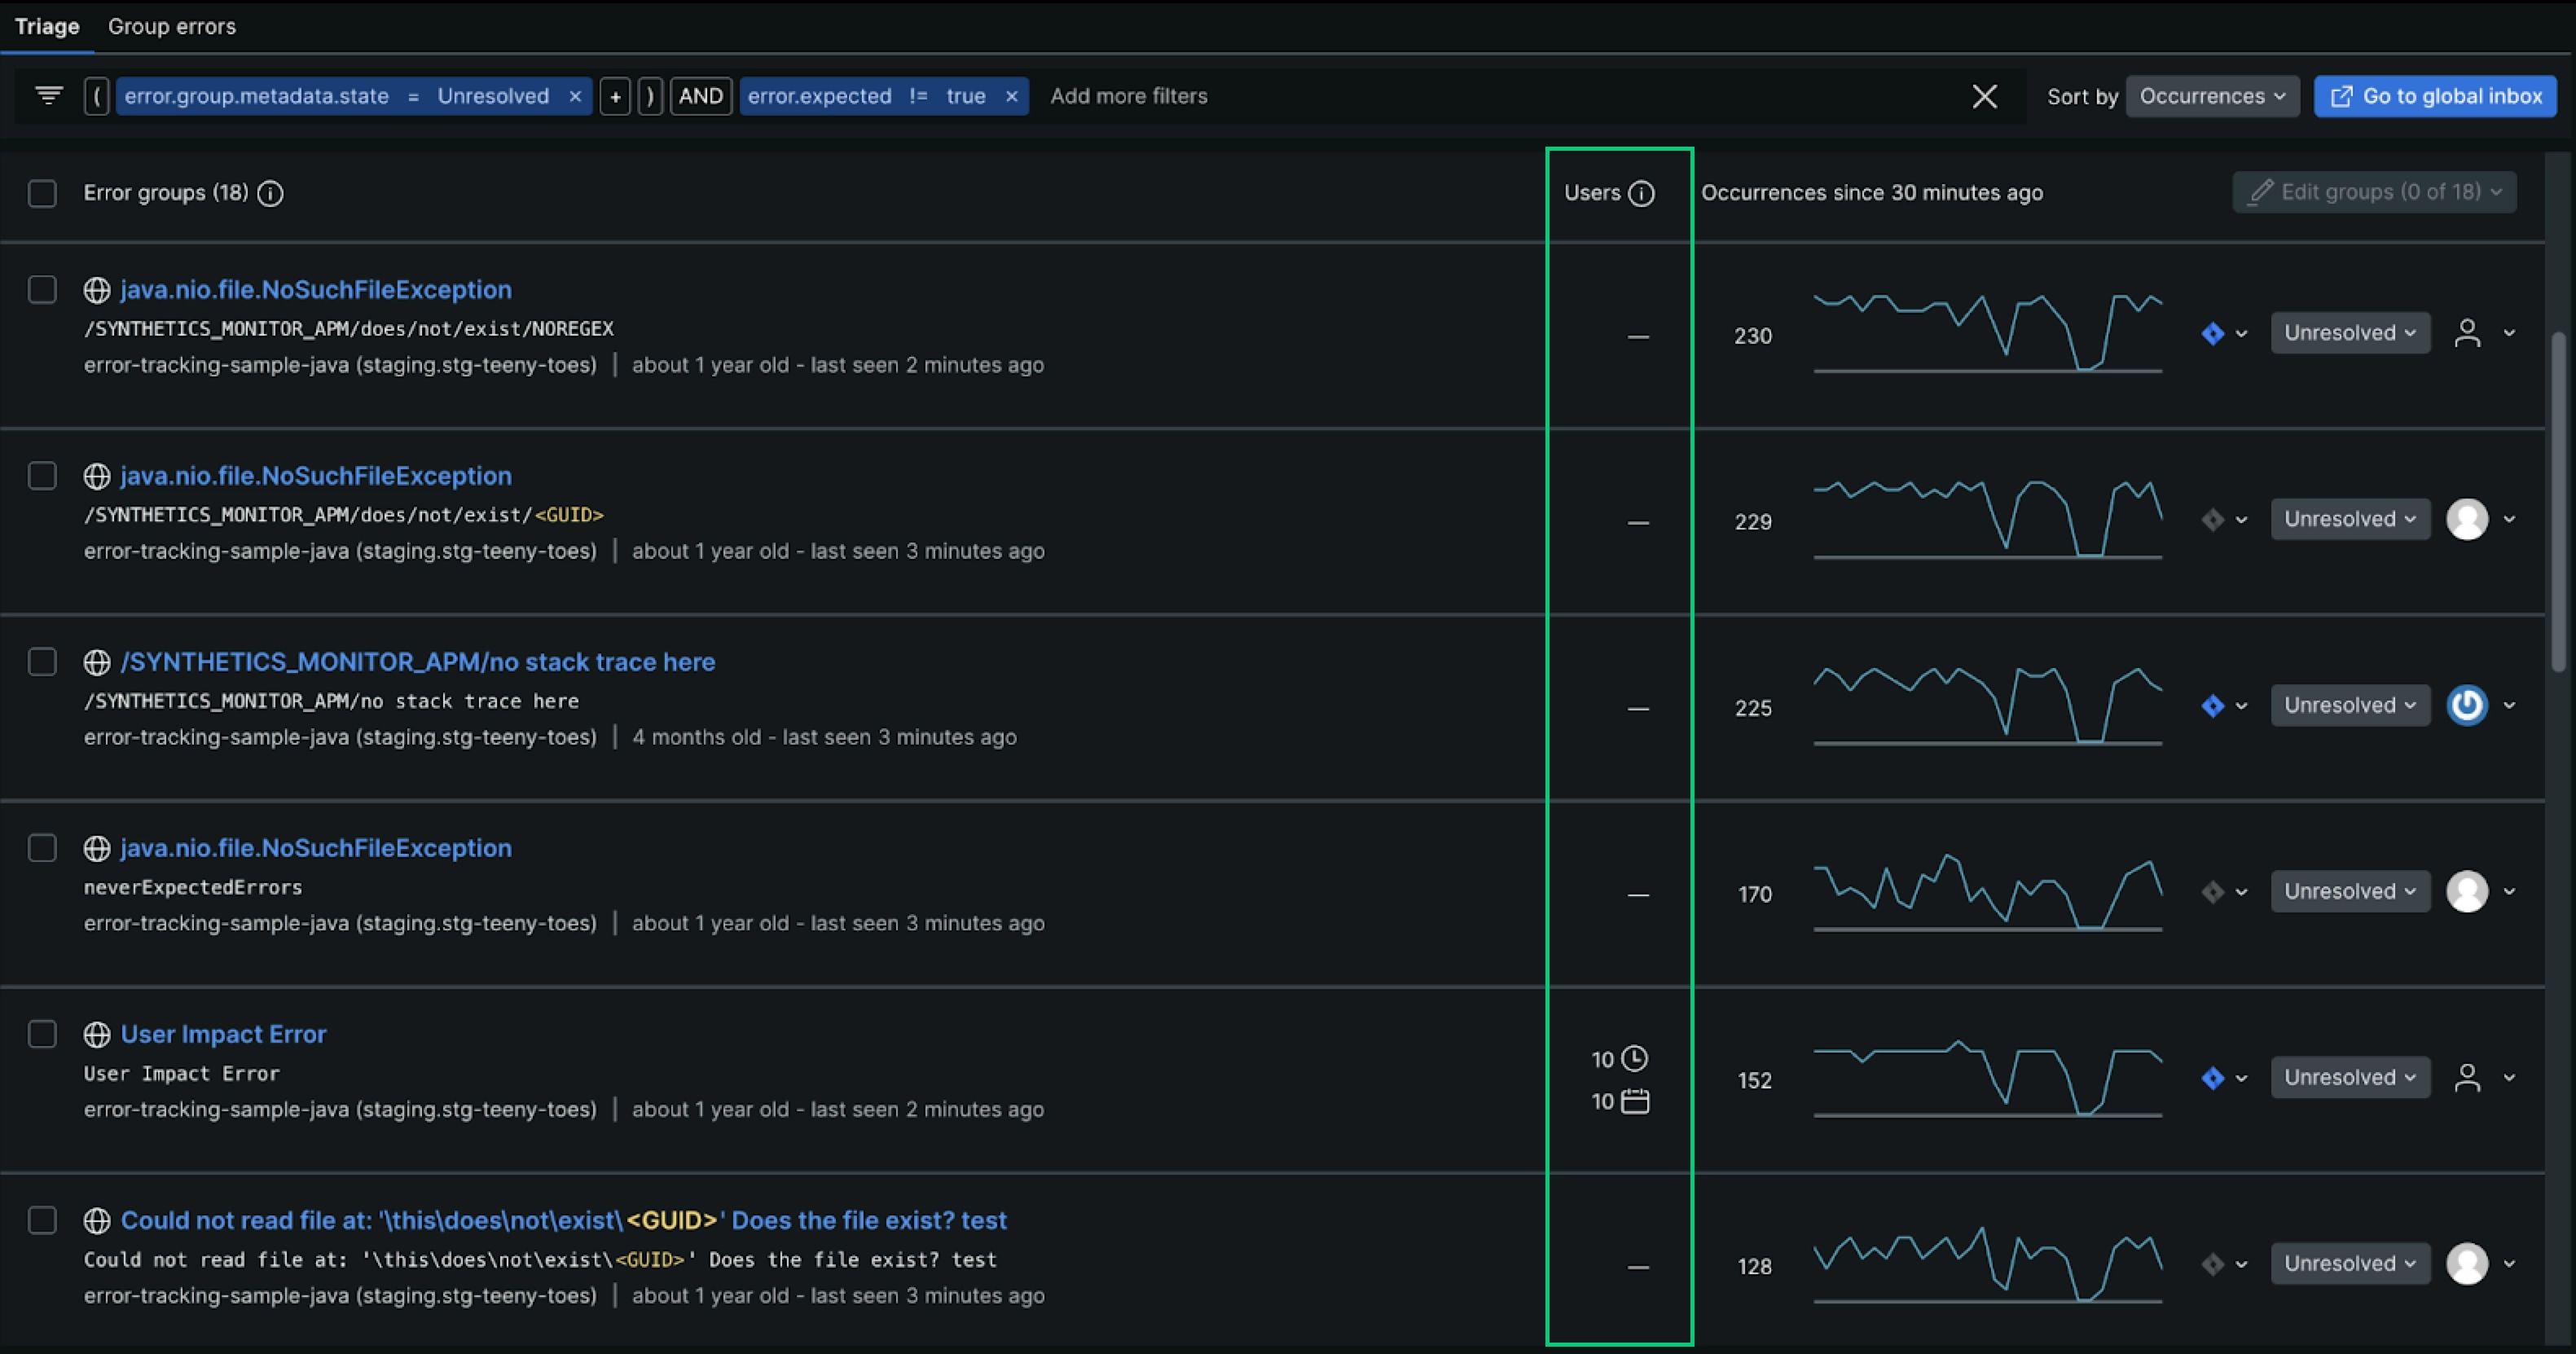 Triage Group errors
( error.group.metadata.state = Unresolved × + ) AND error.expected != true × Add more filters Sort by Occurrences Go to global inbox
Error groups (18) Users Occurrences since 30 minutes ago Edit groups (0 of 18)
java.nio.file.NoSuchFileException
/SYNTHETICS_MONITOR_APM/does/not/exist/NOREGEX
— 230 Unresolved
error-tracking-sample-java (staging.stg-teeny-toes) | about 1 year old - last seen 2 minutes ago
java.nio.file.NoSuchFileException
/SYNTHETICS_MONITOR_APM/does/not/exist/<GUID>
— 229 Unresolved
error-tracking-sample-java (staging.stg-teeny-toes) | about 1 year old - last seen 3 minutes ago
/SYNTHETICS_MONITOR_APM/no stack trace here
/SYNTHETICS_MONITOR_APM/no stack trace here
— 225 Unresolved
error-tracking-sample-java (staging.stg-teeny-toes) | 4 months old - last seen 3 minutes ago
java.nio.file.NoSuchFileException
neverExpectedErrors
— 170 Unresolved
error-tracking-sample-java (staging.stg-teeny-toes) | about 1 year old - last seen 3 minutes ago
User Impact Error
User Impact Error
10
10
152 Unresolved
error-tracking-sample-java (staging.stg-teeny-toes) | about 1 year old - last seen 2 minutes ago
Could not read file at: '\this\does\not\exist\<GUID>' Does the file exist? test
Could not read file at: '\this\does\not\exist\<GUID>' Does the file exist? test
— 128 Unresolved
error-tracking-sample-java (staging.stg-teeny-toes) | about 1 year old - last seen 3 minutes ago